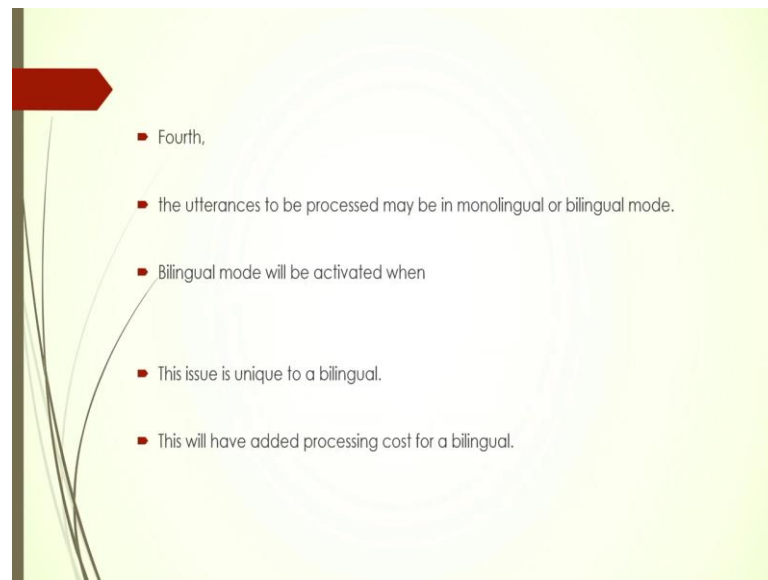 Fourth,
the utterances to be processed may be in monolingual or bilingual mode.
Bilingual mode will be activated when
This issue is unique to a bilingual.
This will have added processing cost for a bilingual.